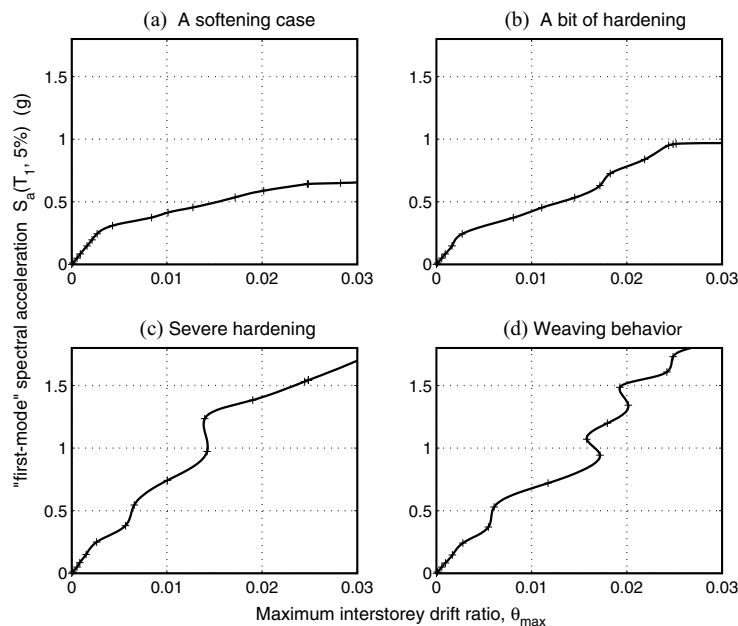 (a) A softening case
(b) A bit of hardening
1.5
1
0.5
0
0 0.01 0.02 0.03
1.5
1
0.5
0
0 0.01 0.02 0.03
(c) Severe hardening
(d) Weaving behavior
1.5
1
0.5
0
0 0.01 0.02 0.03
1.5
1
0.5
0
0 0.01 0.02 0.03
"first-mode" spectral acceleration Sa(T1, 5%) (g)
Maximum interstorey drift ratio, θmax